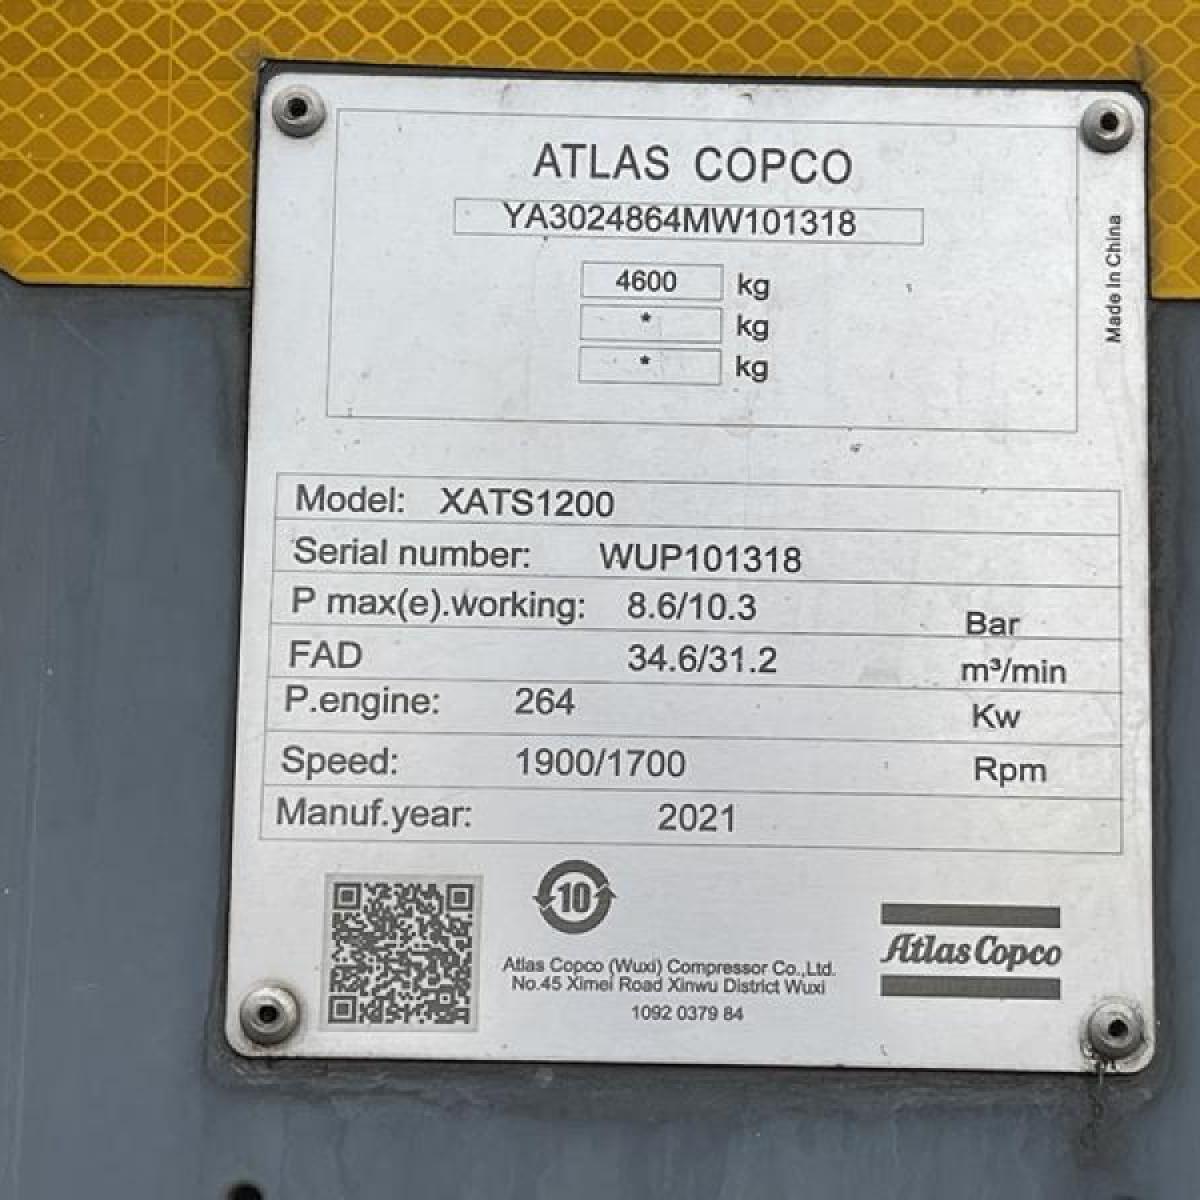 ATLAS COPCO
YA3024864MW101318
4600 kg
* kg
* kg
Made In China
Model: XATS1200
Serial number: WUP101318
P max(e).working: 8.6/10.3 Bar
FAD 34.6/31.2 m³/min
P.engine: 264 Kw
Speed: 1900/1700 Rpm
Manuf.year: 2021
10
Atlas Copco (Wuxi) Compressor Co.,Ltd.
No.45 Ximei Road Xinwu District Wuxi
1092 0379 84
Atlas Copco